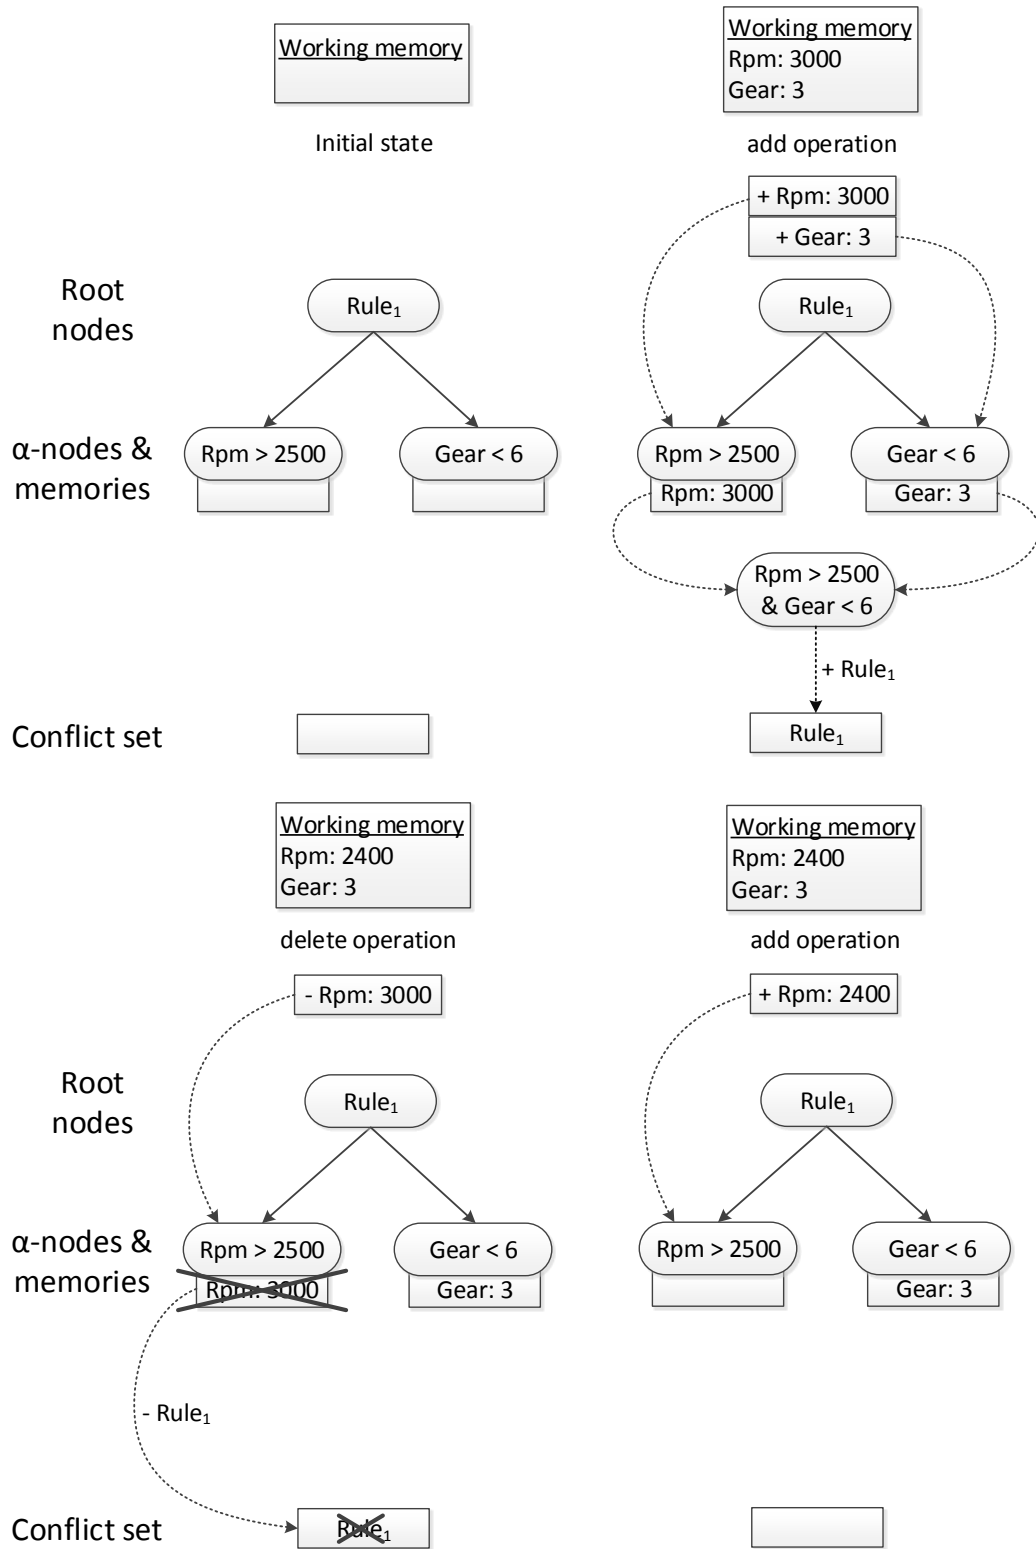 Working memory
Initial state
Working memory
Rpm: 3000
Gear: 3
add operation
+ Rpm: 3000
+ Gear: 3
Root
nodes
Rule₁
Rule₁
α-nodes &
memories
Rpm > 2500
Gear < 6
Rpm > 2500
Rpm: 3000
Gear < 6
Gear: 3
Rpm > 2500
& Gear < 6
+ Rule₁
Conflict set
Rule₁
Working memory
Rpm: 2400
Gear: 3
delete operation
- Rpm: 3000
Working memory
Rpm: 2400
Gear: 3
add operation
+ Rpm: 2400
Root
nodes
Rule₁
Rule₁
α-nodes &
memories
Rpm > 2500
Rpm: 3000
Gear < 6
Gear: 3
Rpm > 2500
Gear < 6
Gear: 3
- Rule₁
Conflict set
Rule₁